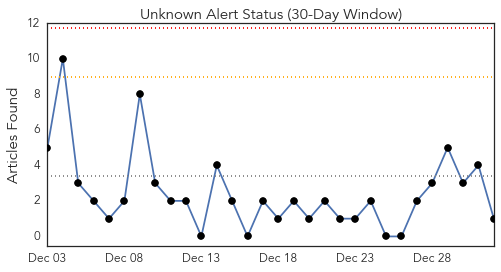 Unknown Alert Status (30-Day Window)
Articles Found
12
10
8
6
4
2
0
Dec 03 Dec 08 Dec 13 Dec 18 Dec 23 Dec 28